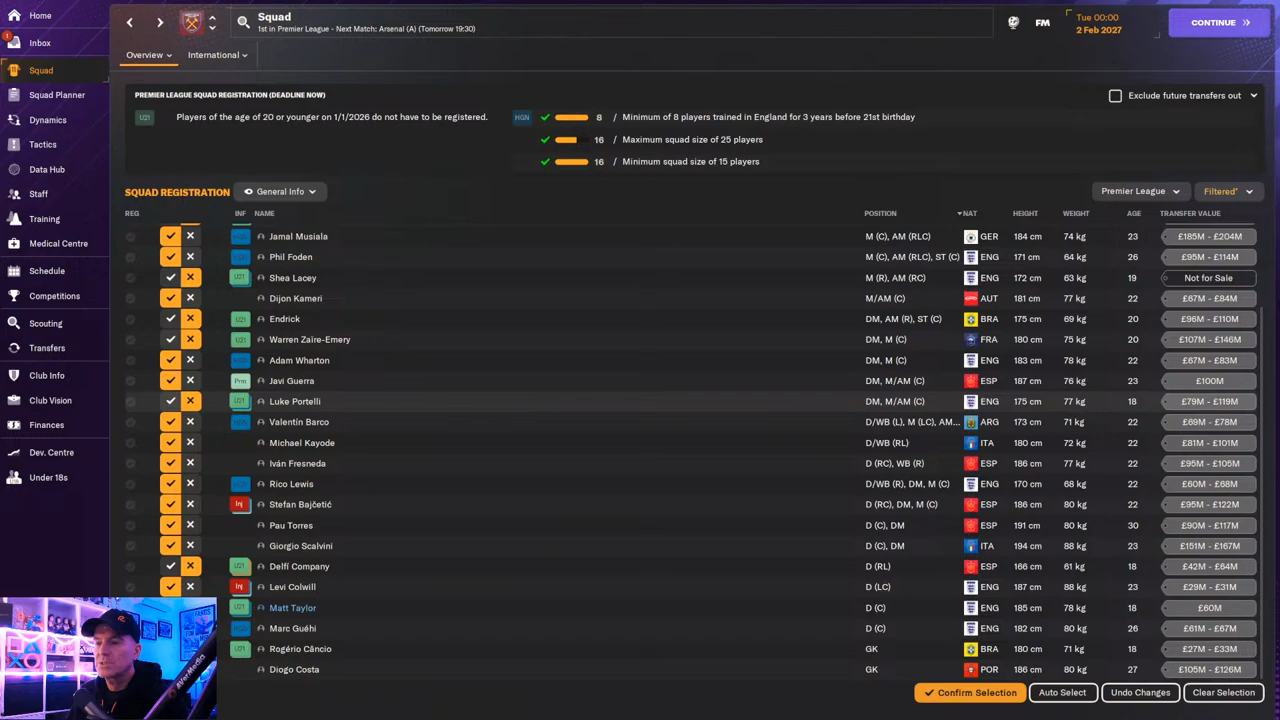 Home
Inbox
1
Squad
Squad Planner
Dynamics
Tactics
Data Hub
Staff
Training
Medical Centre
Schedule
Competitions
Scouting
Transfers
Club Info
Club Vision
Finances
Dev. Centre
Under 18s
Squad
1st in Premier League - Next Match: Arsenal (A) (Tomorrow 19:30)
FM
Tue 00:00
2 Feb 2027
CONTINUE
Overview
International
PREMIER LEAGUE SQUAD REGISTRATION (DEADLINE NOW)
Exclude future transfers out
U21 Players of the age of 20 or younger on 1/1/2026 do not have to be registered.
HGN 8 / Minimum of 8 players trained in England for 3 years before 21st birthday
16 / Maximum squad size of 25 players
16 / Minimum squad size of 15 players
SQUAD REGISTRATION General Info Premier League Filtered*
REG INF NAME POSITION NAT HEIGHT WEIGHT AGE TRANSFER VALUE
Jamal Musiala M (C), AM (RLC) GER 184 cm 74 kg 23 £185M - £204M
Phil Foden M (C), AM (RLC), ST (C) ENG 171 cm 64 kg 26 £95M - £114M
U21 Shea Lacey M (R), AM (RC) ENG 172 cm 63 kg 19 Not for Sale
Dijon Kameri M/AM (C) AUT 181 cm 77 kg 22 £67M - £84M
U21 Endrick DM, AM (R), ST (C) BRA 175 cm 69 kg 20 £96M - £110M
U21 Warren Zaïre-Emery DM, M (C) FRA 180 cm 75 kg 20 £107M - £146M
Adam Wharton DM, M (C) ENG 183 cm 78 kg 22 £67M - £83M
Prm Javi Guerra DM, M/AM (C) ESP 187 cm 76 kg 23 £100M
U21 Luke Portelli DM, M/AM (C) ENG 175 cm 77 kg 18 £79M - £119M
Valentín Barco D/WB (L), M (LC), AM... ARG 173 cm 71 kg 22 £69M - £78M
Michael Kayode D/WB (RL) ITA 180 cm 72 kg 22 £81M - £101M
Iván Fresneda D (RC), WB (R) ESP 186 cm 77 kg 22 £95M - £105M
Rico Lewis D/WB (R), DM, M (C) ENG 170 cm 68 kg 22 £60M - £68M
Inj Stefan Bajčetić D (RC), DM, M (C) ESP 186 cm 80 kg 22 £95M - £122M
Pau Torres D (C), DM ESP 191 cm 80 kg 30 £90M - £117M
Giorgio Scalvini D (C), DM ITA 194 cm 88 kg 23 £151M - £167M
U21 Delfí Company D (RL) ESP 166 cm 61 kg 18 £42M - £64M
Inj Levi Colwill D (LC) ENG 187 cm 88 kg 23 £29M - £31M
U21 Matt Taylor D (C) ENG 185 cm 78 kg 18 £60M
Marc Guéhi D (C) ENG 182 cm 80 kg 26 £61M - £67M
U21 Rogério Câncio GK BRA 180 cm 71 kg 18 £27M - £33M
Diogo Costa GK POR 186 cm 80 kg 27 £105M - £126M
Confirm Selection Auto Select Undo Changes Clear Selection